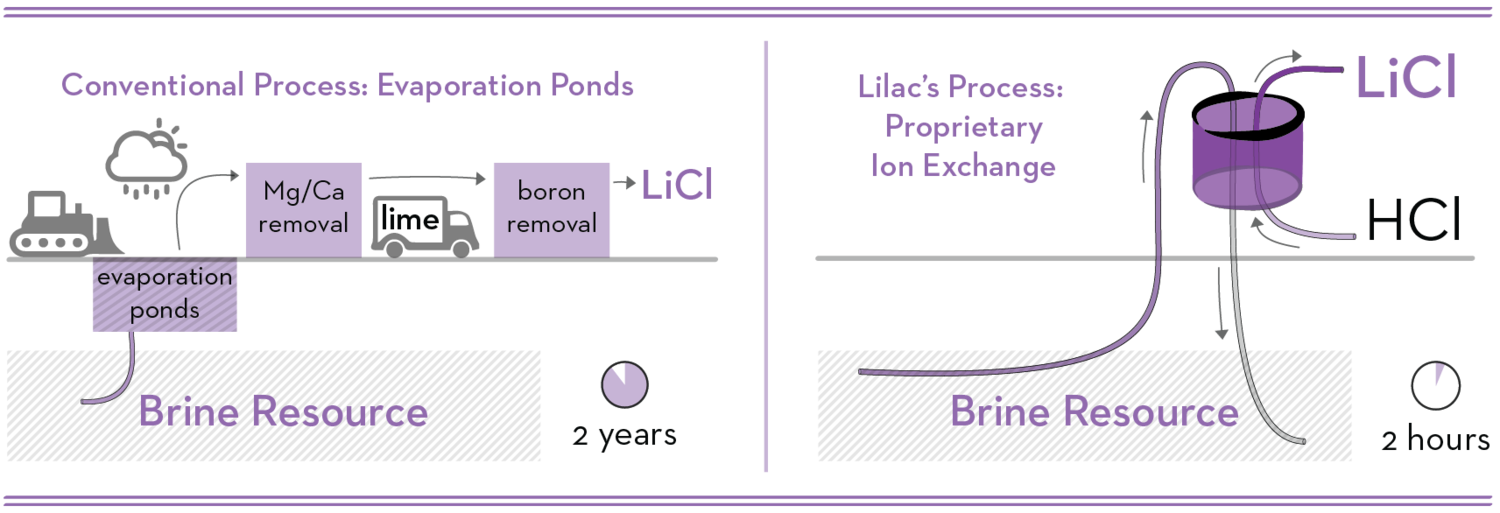 Conventional Process: Evaporation Ponds
Mg/Ca
removal
lime
boron
removal
LiCl
evaporation
ponds
Brine Resource
2 years
Lilac's Process:
Proprietary
Ion Exchange
LiCl
HCl
Brine Resource
2 hours